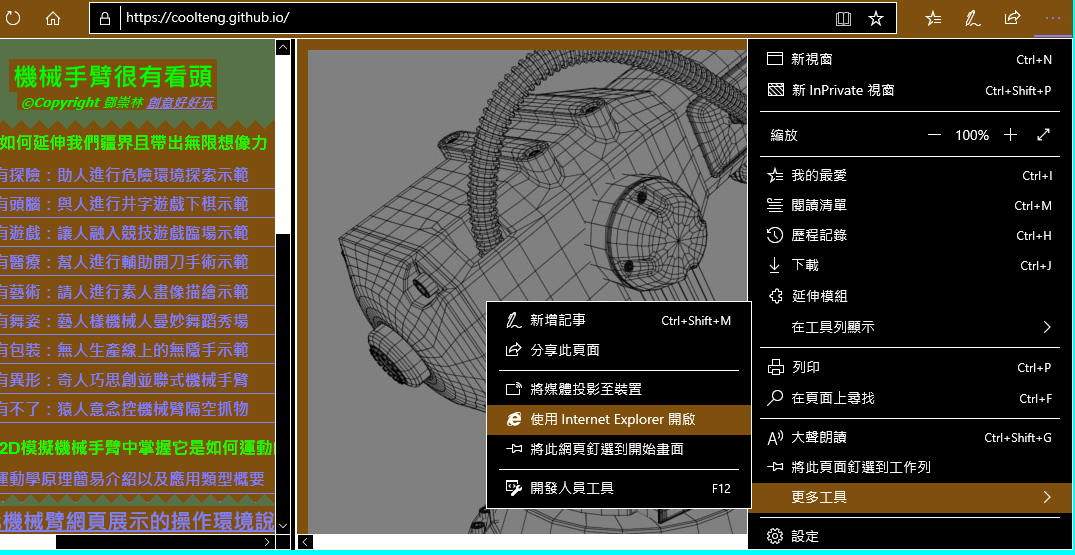 https://coolteng.github.io/
機械手臂很有看頭
©Copyright 鄧崇林 創意好好玩
如何延伸我們疆界且帶出無限想像力
有探險：助人進行危險環境探索示範
有頭腦：與人進行井字遊戲下棋示範
有遊戲：讓人融入競技遊戲臨場示範
有醫療：幫人進行輔助開刀手術示範
有藝術：請人進行素人畫像描繪示範
有舞姿：藝人樣機械人曼妙舞蹈秀場
有包裝：無人生產線上的無隱手示範
有異形：奇人巧思創並聯式機械手臂
有不了：猿人意念控機械臂隔空抓物
2D模擬機械手臂中掌握它是如何運動
運動學原理簡易介紹以及應用類型概要
機械臂網頁展示的操作環境說
新增記事 Ctrl+Shift+M
分享此頁面
將媒體投影至裝置
使用 Internet Explorer 開啟
將此網頁釘選到開始畫面
開發人員工具 F12
新視窗 Ctrl+N
新 InPrivate 視窗 Ctrl+Shift+P
縮放 — 100% +
我的最愛 Ctrl+I
閱讀清單 Ctrl+M
歷程記錄 Ctrl+H
下載 Ctrl+J
延伸模組
在工具列顯示
列印 Ctrl+P
在頁面上尋找 Ctrl+F
大聲朗讀 Ctrl+Shift+G
將此頁面釘選到工作列
更多工具
設定